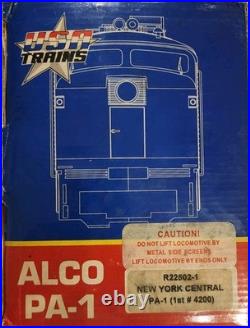 USA
TRAINS
CAUTION!
DO NOT LIFT LOCOMOTIVE BY
METAL SIDE SCREENS
LIFT LOCOMOTIVE BY ENDS ONLY
ALCO
PA-1
R22502-1
NEW YORK CENTRAL
PA-1 (1st # 4200)